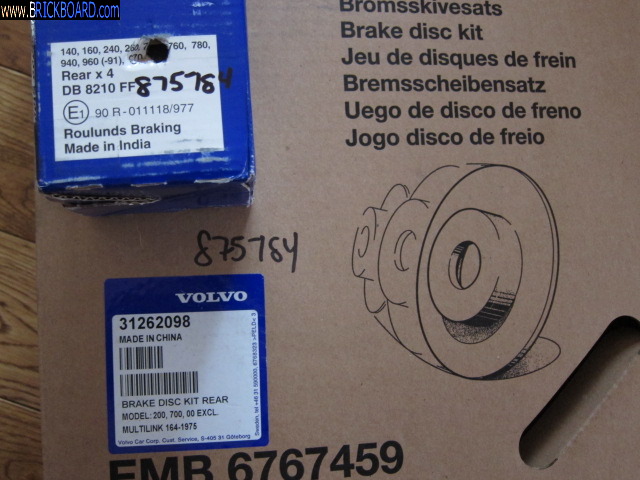 www.BRICKBOARD.COM
140, 160, 240, 264, 760, 780,
940, 960 (-91),
Rear x 4
DB 8210 FF
875784
E1 90 R-011118/977
Roulunds Braking
Made in India
Bromsskivesats
Brake disc kit
Jeu de disques de frein
Bremsscheibensatz
Uego de disco de freno
Jogo disco de freio
875784
VOLVO
31262098
MADE IN CHINA
BRAKE DISC KIT REAR
MODEL: 200, 700, 00 EXCL.
MULTILINK 164-1975
Volvo Car Corp. Cust. Service, S-405 31 Göteborg
EMB 6767459